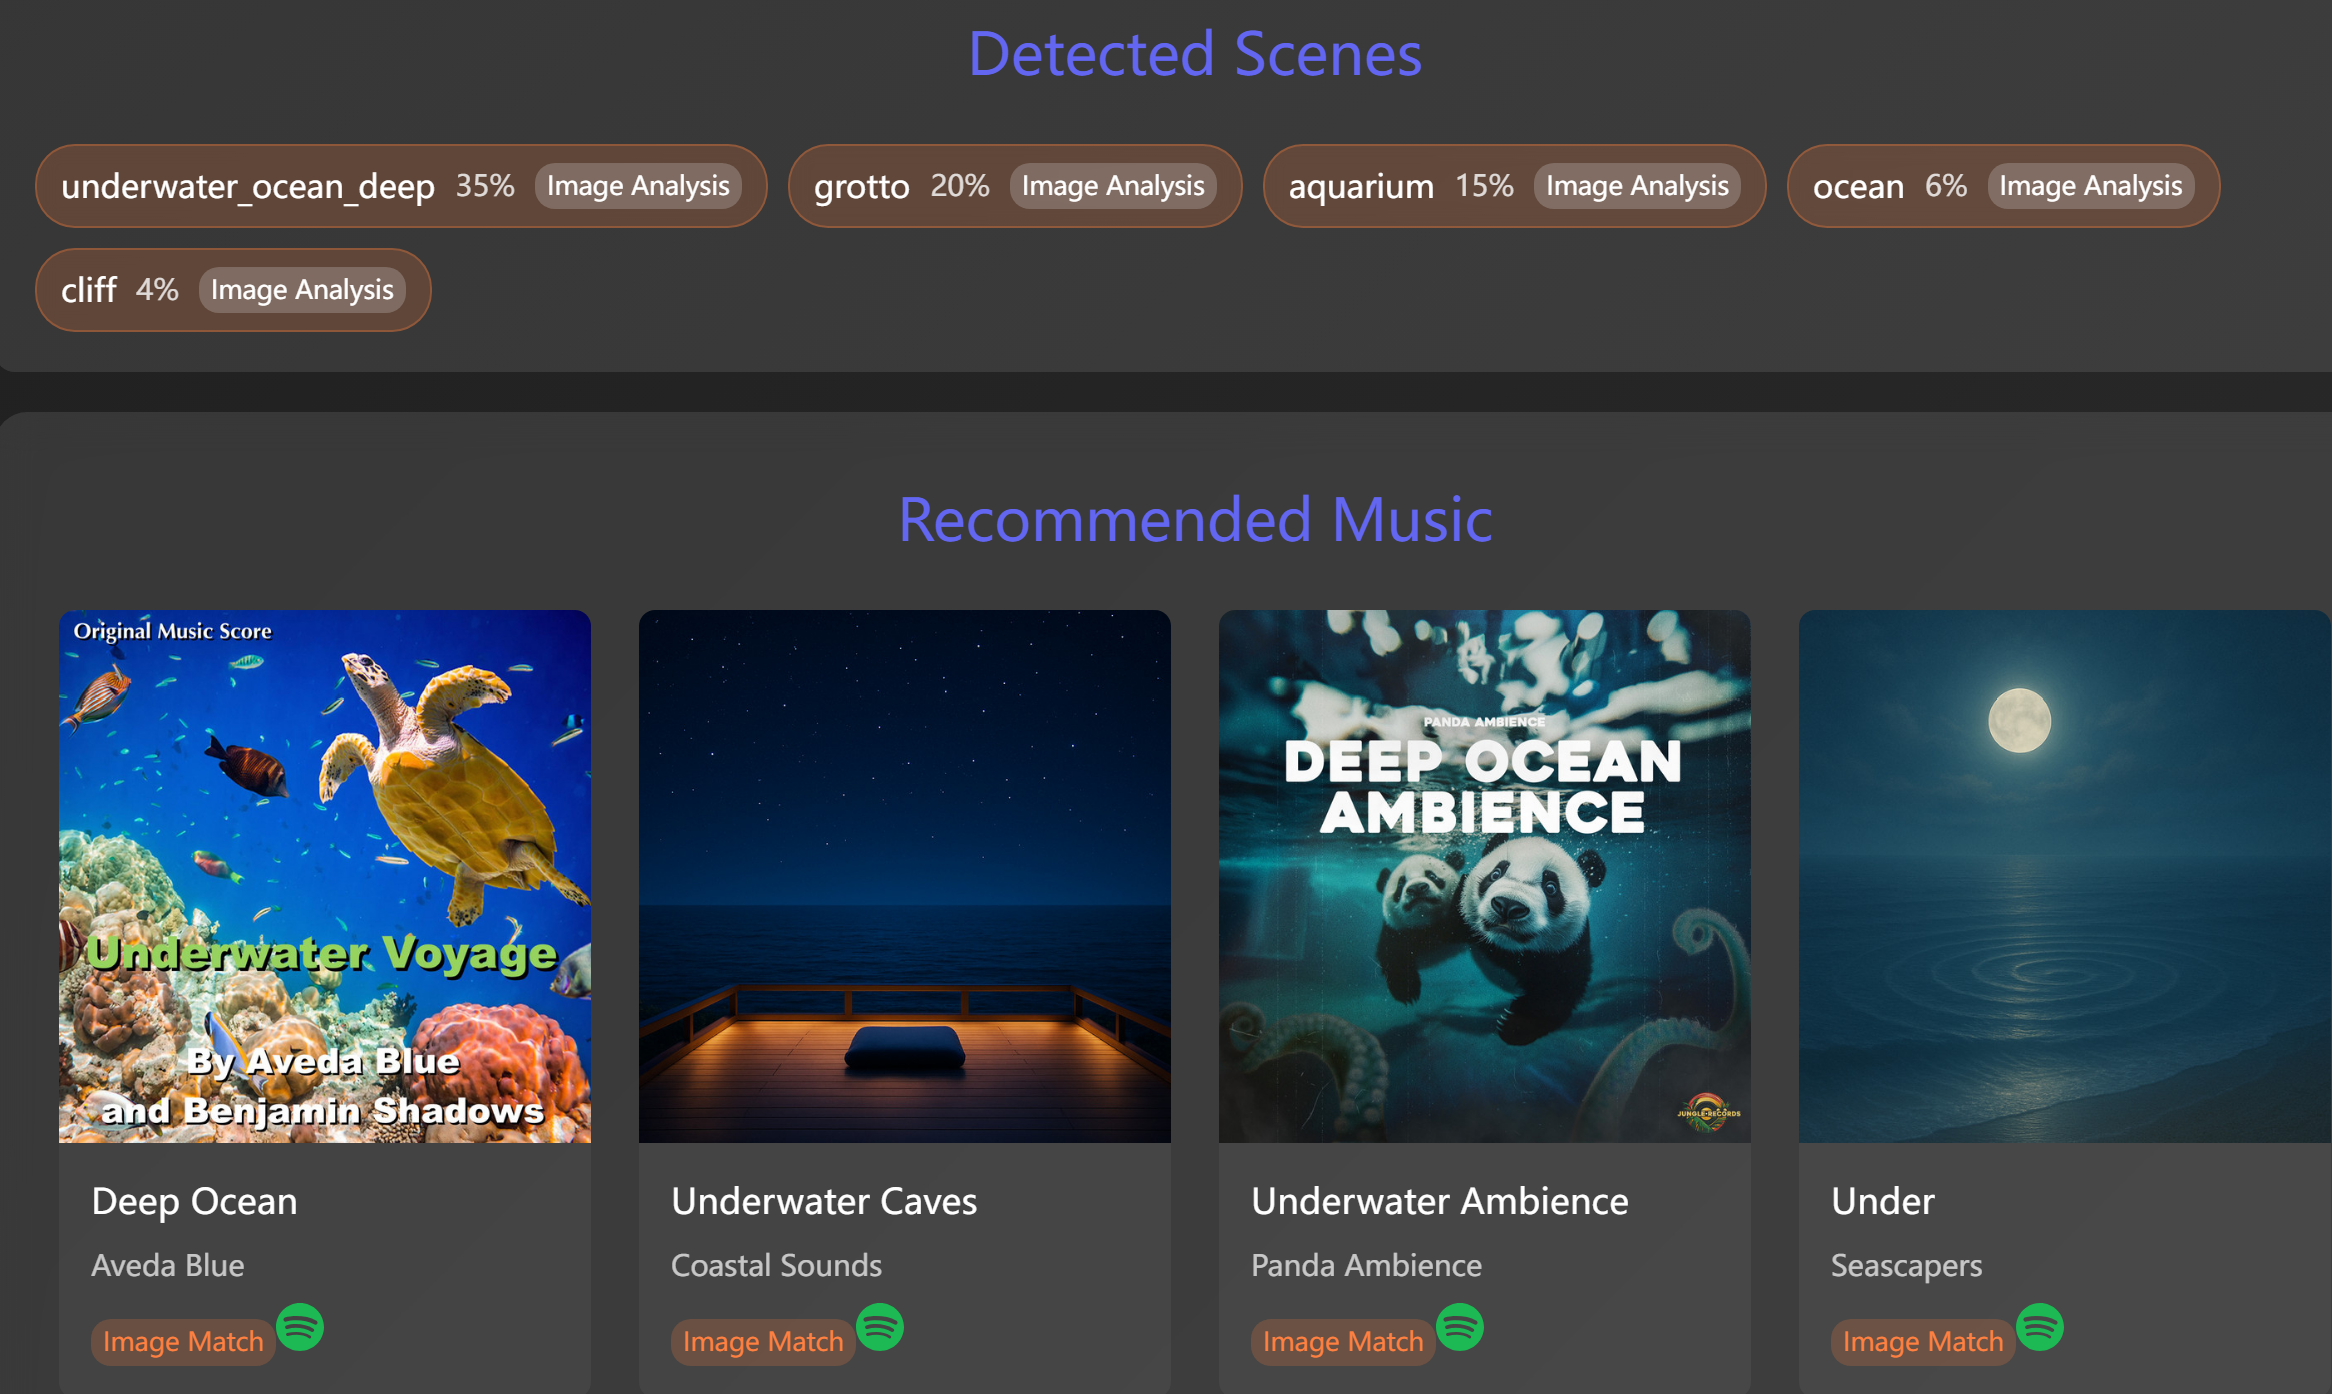 Detected Scenes
underwater_ocean_deep 35% Image Analysis
grotto 20% Image Analysis
aquarium 15% Image Analysis
ocean 6% Image Analysis
cliff 4% Image Analysis
Recommended Music
Original Music Score
Underwater Voyage
By Aveda Blue
and Benjamin Shadows
Deep Ocean
Aveda Blue
Image Match
Underwater Caves
Coastal Sounds
Image Match
PANDA AMBIENCE
DEEP OCEAN
AMBIENCE
JUNGLE RECORDS
Underwater Ambience
Panda Ambience
Image Match
Under
Seascapers
Image Match